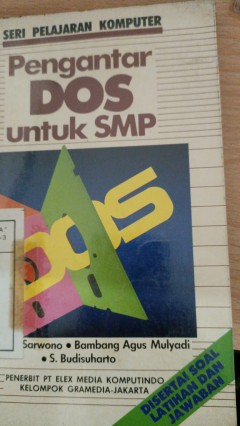 SERI PELAJARAN KOMPUTER
Pengantar
DOS
untuk SMP
DOS
Sarwono • Bambang Agus Mulyadi
• S. Budisuharto
PENERBIT PT ELEX MEDIA KOMPUTINDO
KELOMPOK GRAMEDIA-JAKARTA
DISERTAI SOAL
LATIHAN DAN
JAWABAN